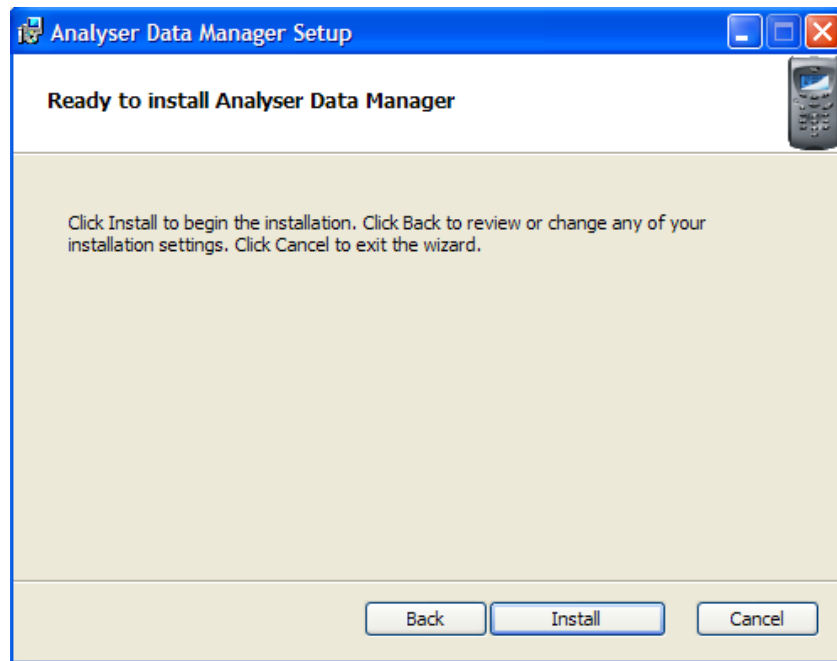 Analyser Data Manager Setup
Ready to install Analyser Data Manager
Click Install to begin the installation. Click Back to review or change any of your
installation settings. Click Cancel to exit the wizard.
Back Install Cancel